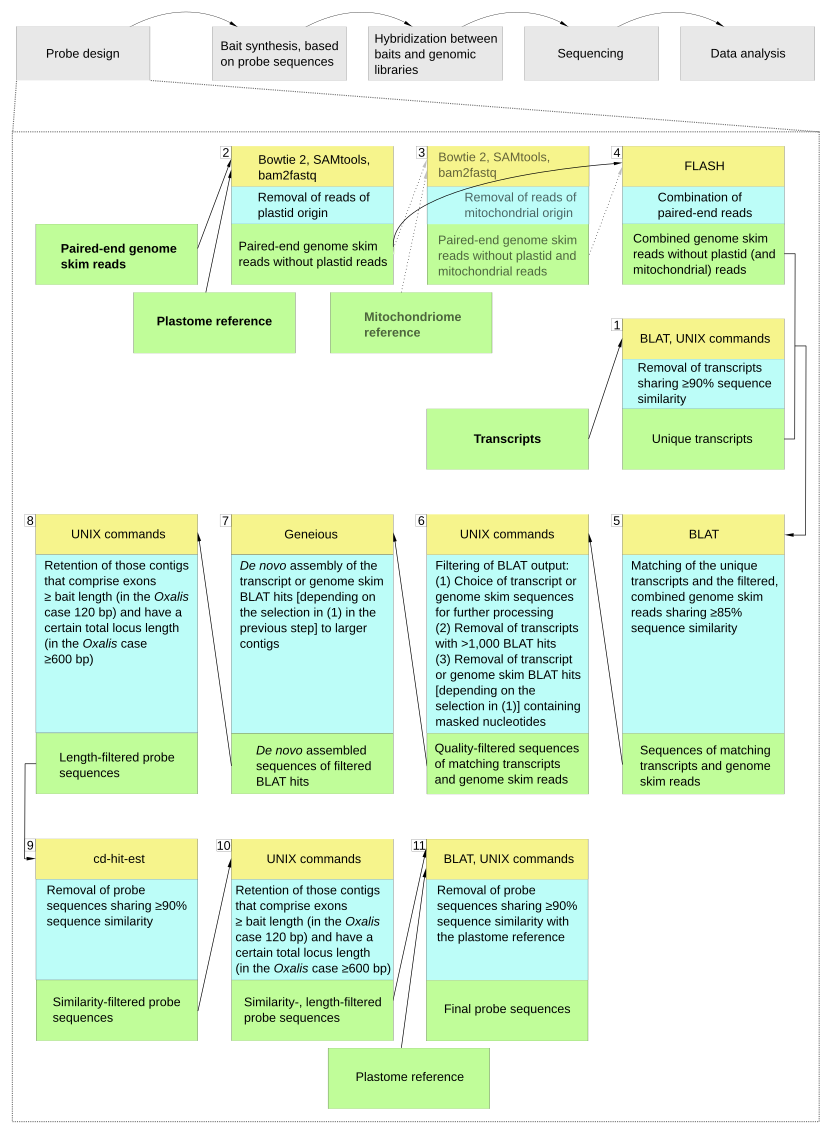 Probe design
Bait synthesis, based
on probe sequences
Hybridization between
baits and genomic
libraries
Sequencing
Data analysis
2
Bowtie 2, SAMtools,
bam2fastq
Removal of reads of
plastid origin
Paired-end genome skim
reads without plastid reads
3
Bowtie 2, SAMtools,
bam2fastq
Removal of reads of
mitochondrial origin
Paired-end genome skim
reads without plastid and
mitochondrial reads
4
FLASH
Combination of
paired-end reads
Combined genome skim
reads without plastid (and
mitochondrial) reads
Paired-end genome
skim reads
Plastome reference
Mitochondriome
reference
1
BLAT, UNIX commands
Removal of transcripts
sharing ≥90% sequence
similarity
Unique transcripts
Transcripts
8
UNIX commands
Retention of those contigs
that comprise exons
≥ bait length (in the Oxalis
case 120 bp) and have a
certain total locus length
(in the Oxalis case
≥600 bp)
Length-filtered probe
sequences
7
Geneious
De novo assembly of the
transcript or genome skim
BLAT hits [depending on
the selection in (1) in the
previous step] to larger
contigs
De novo assembled
sequences of filtered
BLAT hits
6
UNIX commands
Filtering of BLAT output:
(1) Choice of transcript or
genome skim sequences
for further processing
(2) Removal of transcripts
with >1,000 BLAT hits
(3) Removal of transcript
or genome skim BLAT hits
[depending on the
selection in (1)] containing
masked nucleotides
Quality-filtered sequences
of matching transcripts
and genome skim reads
5
BLAT
Matching of the unique
transcripts and the filtered,
combined genome skim
reads sharing ≥85%
sequence similarity
Sequences of matching
transcripts and genome
skim reads
9
cd-hit-est
Removal of probe
sequences sharing ≥90%
sequence similarity
Similarity-filtered probe
sequences
10
UNIX commands
Retention of those contigs
that comprise exons
≥ bait length (in the Oxalis
case 120 bp) and have a
certain total locus length
(in the Oxalis case ≥600 bp)
Similarity-, length-filtered
probe sequences
11
BLAT, UNIX commands
Removal of probe
sequences sharing ≥90%
sequence similarity with
the plastome reference
Final probe sequences
Plastome reference